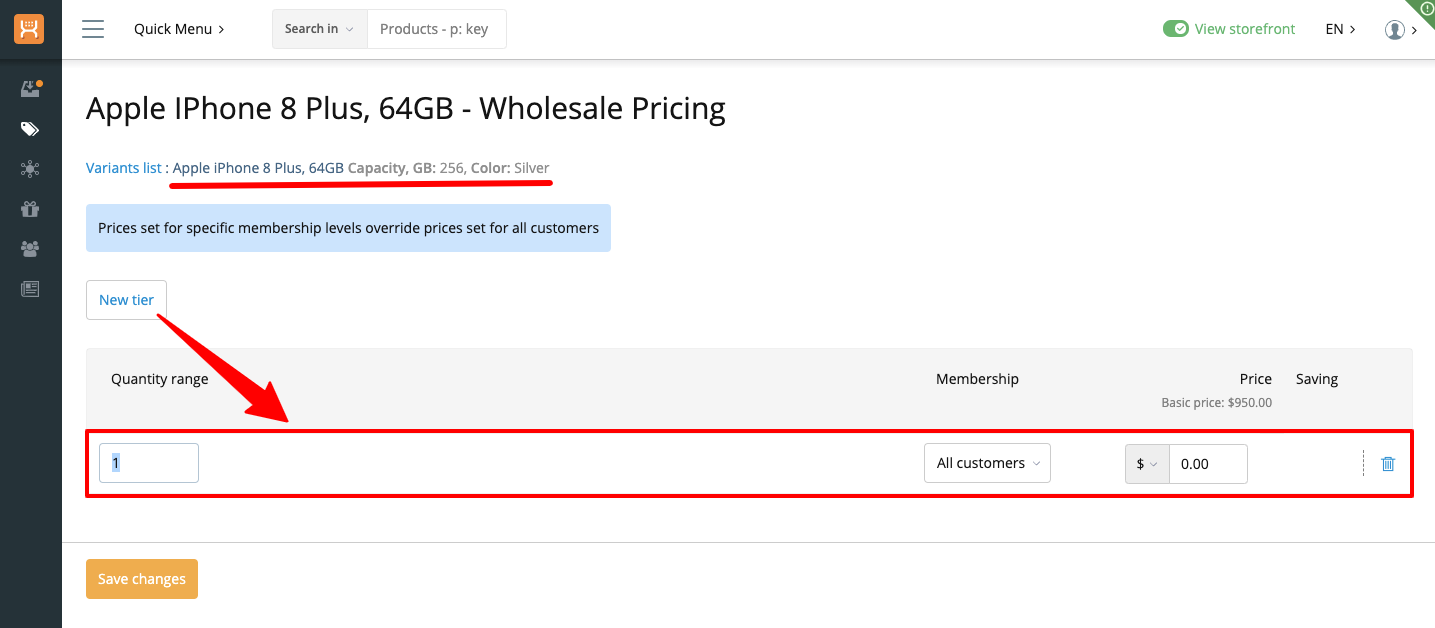 Quick Menu >
Search in
Products - p: key
View storefront
EN >
Apple IPhone 8 Plus, 64GB - Wholesale Pricing
Variants list : Apple iPhone 8 Plus, 64GB Capacity, GB: 256, Color: Silver
Prices set for specific membership levels override prices set for all customers
New tier
Quantity range
Membership
Price
Saving
Basic price: $950.00
1
All customers
$
0.00
Save changes